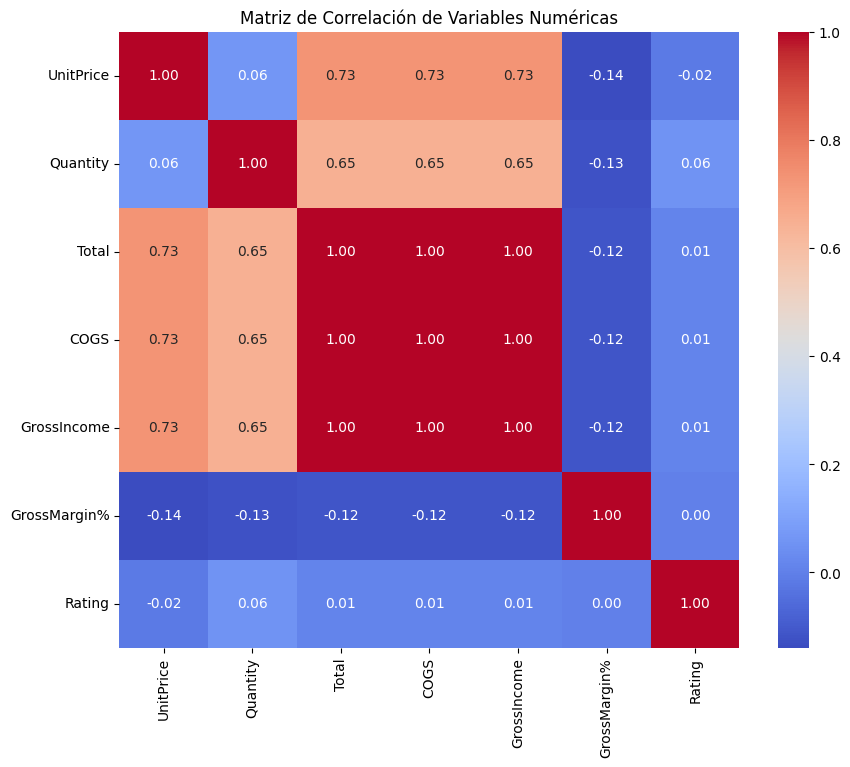 Matriz de Correlación de Variables Numéricas
UnitPrice 1.00 0.06 0.73 0.73 0.73 -0.14 -0.02
Quantity 0.06 1.00 0.65 0.65 0.65 -0.13 0.06
Total 0.73 0.65 1.00 1.00 1.00 -0.12 0.01
COGS 0.73 0.65 1.00 1.00 1.00 -0.12 0.01
GrossIncome 0.73 0.65 1.00 1.00 1.00 -0.12 0.01
GrossMargin% -0.14 -0.13 -0.12 -0.12 -0.12 1.00 0.00
Rating -0.02 0.06 0.01 0.01 0.01 0.00 1.00
UnitPrice
Quantity
Total
COGS
GrossIncome
GrossMargin%
Rating
1.0
0.8
0.6
0.4
0.2
0.0